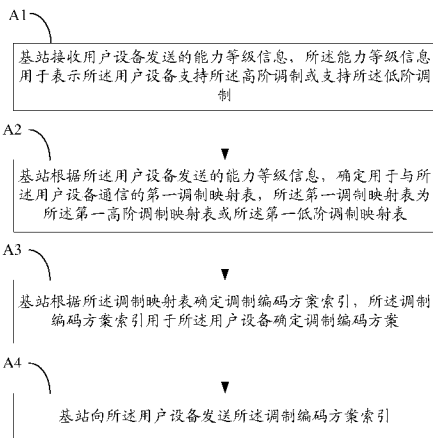 A1
基站接收用户设备发送的能力等级信息，所述能力等级信息
用于表示所述用户设备支持所述高阶调制或支持所述低阶调
制
A2
基站根据所述用户设备发送的能力等级信息，确定用于与所
述用户设备通信的第一调制映射表，所述第一调制映射表为
所述第一高阶调制映射表或所述第一低阶调制映射表
A3
基站根据所述调制映射表确定调制编码方案索引，所述调制
编码方案索引用于所述用户设备确定调制编码方案
A4
基站向所述用户设备发送所述调制编码方案索引